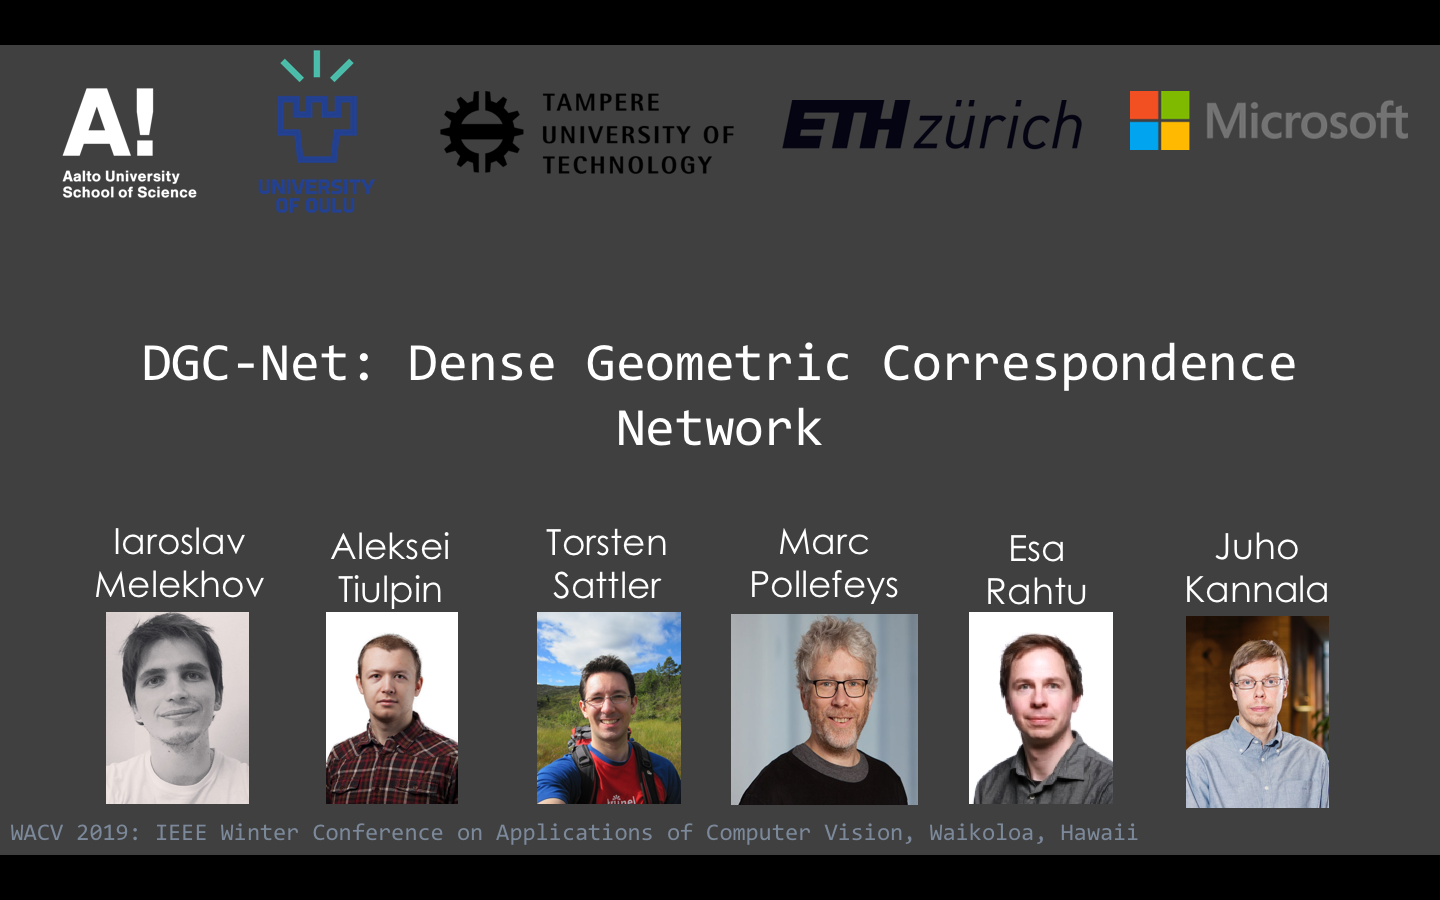 A!
Aalto University
School of Science
UNIVERSITY
OF OULU
TAMPERE
UNIVERSITY OF
TECHNOLOGY
ETH zürich
Microsoft
DGC-Net: Dense Geometric Correspondence
Network
Iaroslav
Melekhov
Aleksei
Tiulpin
Torsten
Sattler
Marc
Pollefeys
Esa
Rahtu
Juho
Kannala
WACV 2019: IEEE Winter Conference on Applications of Computer Vision, Waikoloa, Hawaii